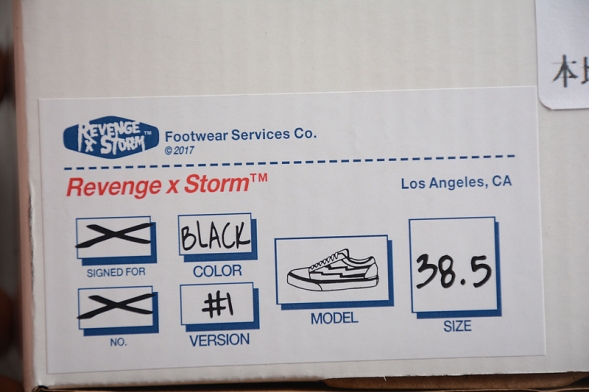 REVENGE
X STORM™
Footwear Services Co.
© 2017
Revenge x Storm™
Los Angeles, CA
SIGNED FOR
BLACK
COLOR
NO.
#1
VERSION
MODEL
38.5
SIZE
本